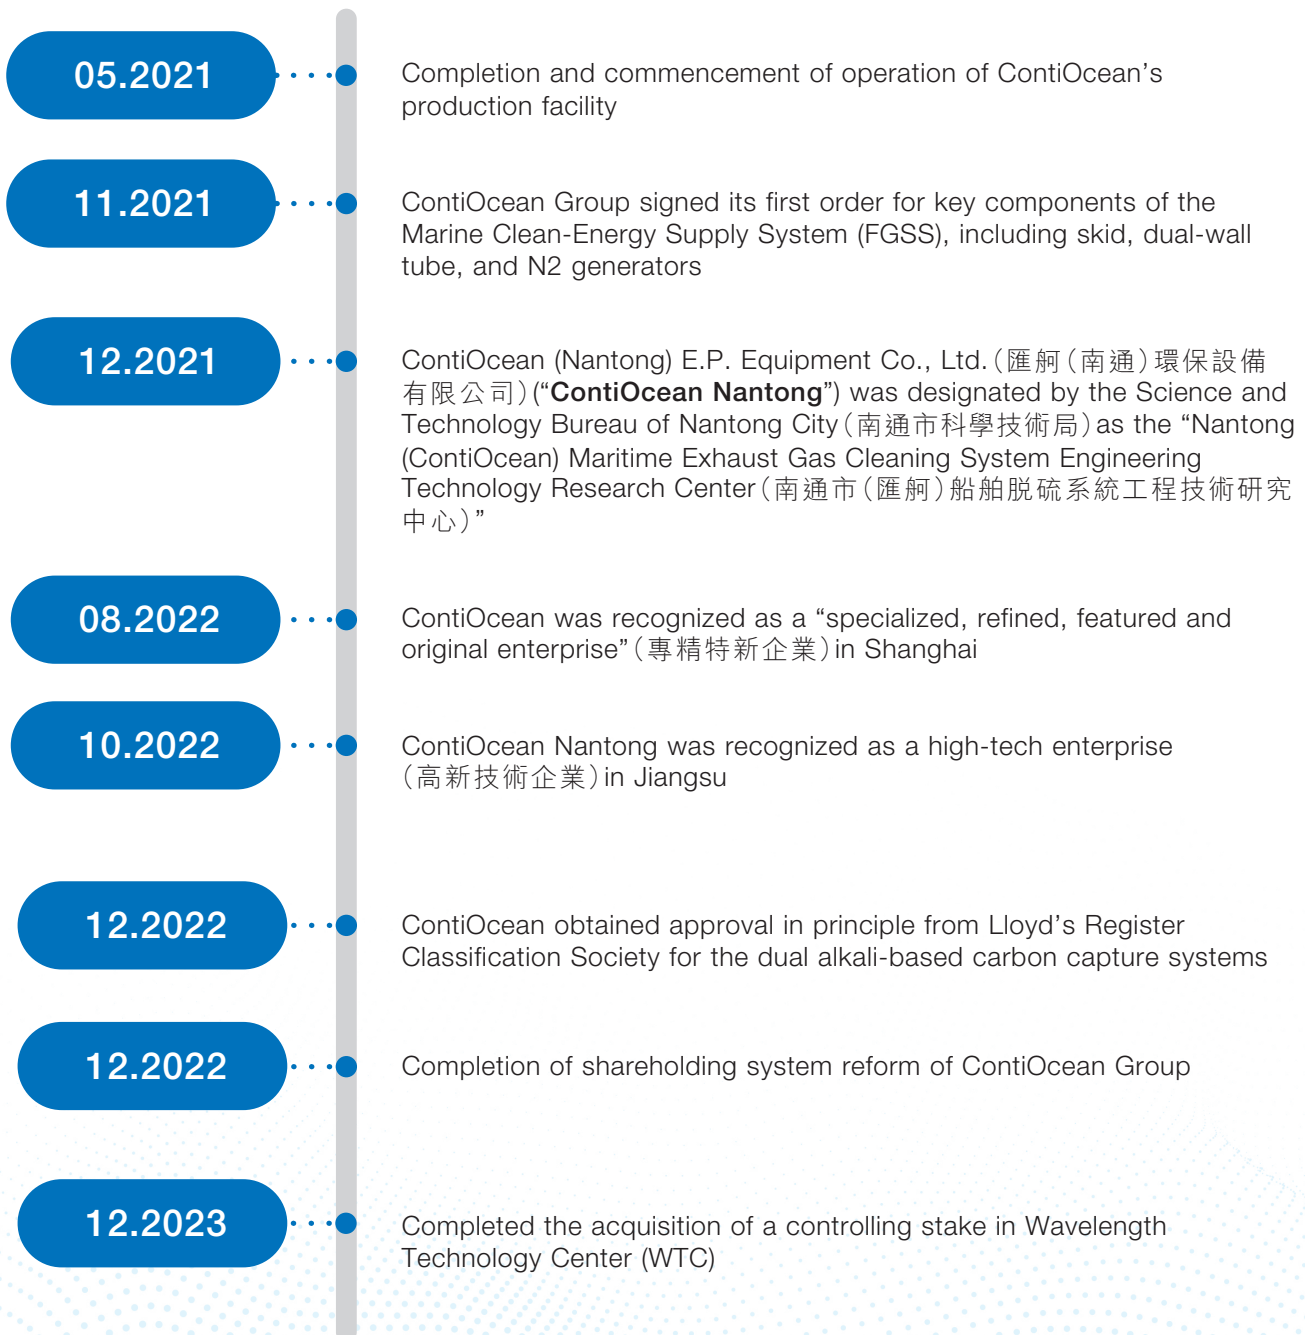 05.2021
Completion and commencement of operation of ContiOcean’s
production facility
11.2021
ContiOcean Group signed its first order for key components of the
Marine Clean-Energy Supply System (FGSS), including skid, dual-wall
tube, and N2 generators
12.2021
ContiOcean (Nantong) E.P. Equipment Co., Ltd.（匯舸（南通）環保設備
有限公司）(“ContiOcean Nantong”) was designated by the Science and
Technology Bureau of Nantong City（南通市科學技術局）as the “Nantong
(ContiOcean) Maritime Exhaust Gas Cleaning System Engineering
Technology Research Center（南通市（匯舸）船舶脱硫系統工程技術研究
中心）”
08.2022
ContiOcean was recognized as a “specialized, refined, featured and
original enterprise”（專精特新企業）in Shanghai
10.2022
ContiOcean Nantong was recognized as a high-tech enterprise
（高新技術企業）in Jiangsu
12.2022
ContiOcean obtained approval in principle from Lloyd’s Register
Classification Society for the dual alkali-based carbon capture systems
12.2022
Completion of shareholding system reform of ContiOcean Group
12.2023
Completed the acquisition of a controlling stake in Wavelength
Technology Center (WTC)